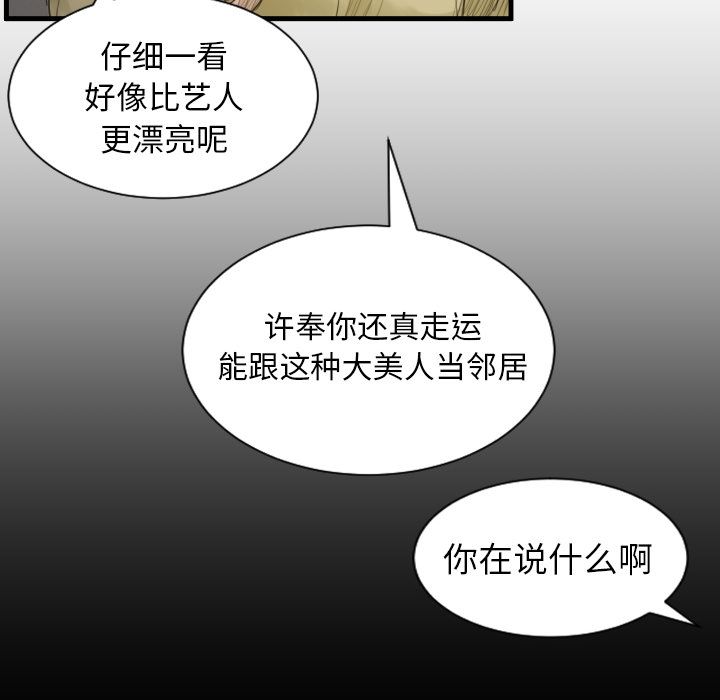 仔细一看
好像比艺人
更漂亮呢
许奉你还真走运
能跟这种大美人当邻居
你在说什么啊